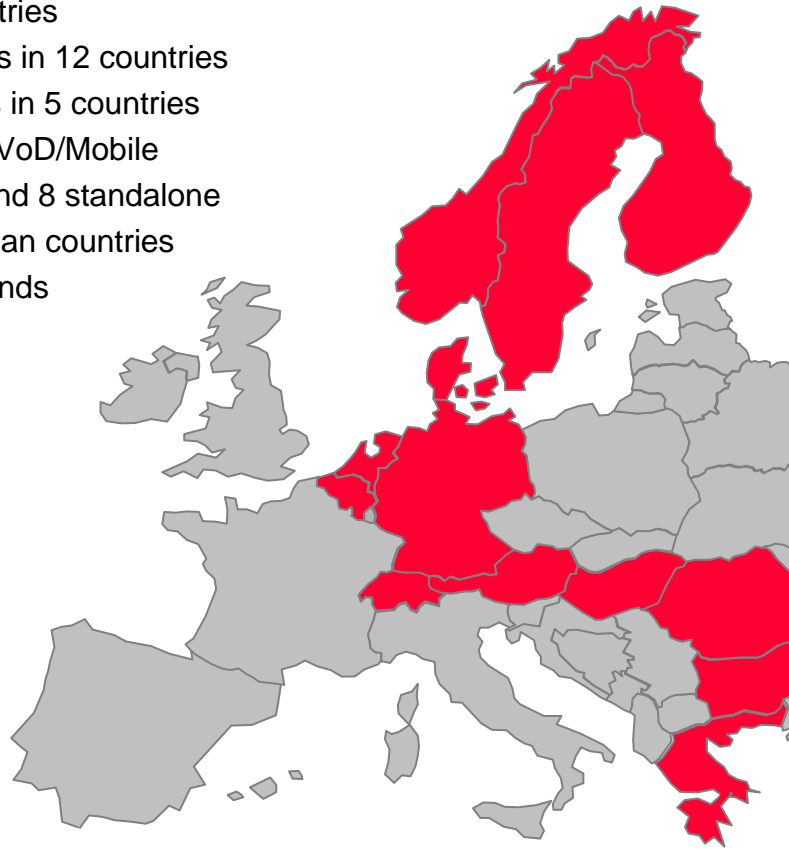 tries
s in 12 countries
s in 5 countries
VoD/Mobile
nd 8 standalone
an countries
nds